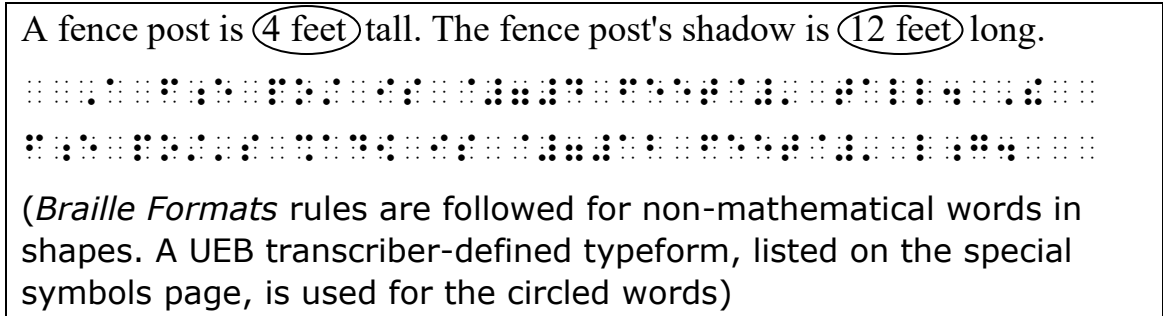 A fence post is 4 feet tall. The fence post's shadow is 12 feet long.
⠀⠀⠠⠁⠀⠋⠰⠑⠀⠏⠕⠌⠀⠊⠎⠀⠈⠼⠶⠼⠙⠀⠋⠑⠑⠞⠈⠼⠄⠀⠞⠁⠇⠇⠲⠀⠠⠮
⠋⠰⠑⠀⠏⠕⠌⠄⠎⠀⠩⠁⠙⠪⠀⠊⠎⠀⠈⠼⠶⠼⠁⠃⠀⠋⠑⠑⠞⠈⠼⠄⠀⠇⠰⠛⠲
(Braille Formats rules are followed for non-mathematical words in
shapes. A UEB transcriber-defined typeform, listed on the special
symbols page, is used for the circled words)